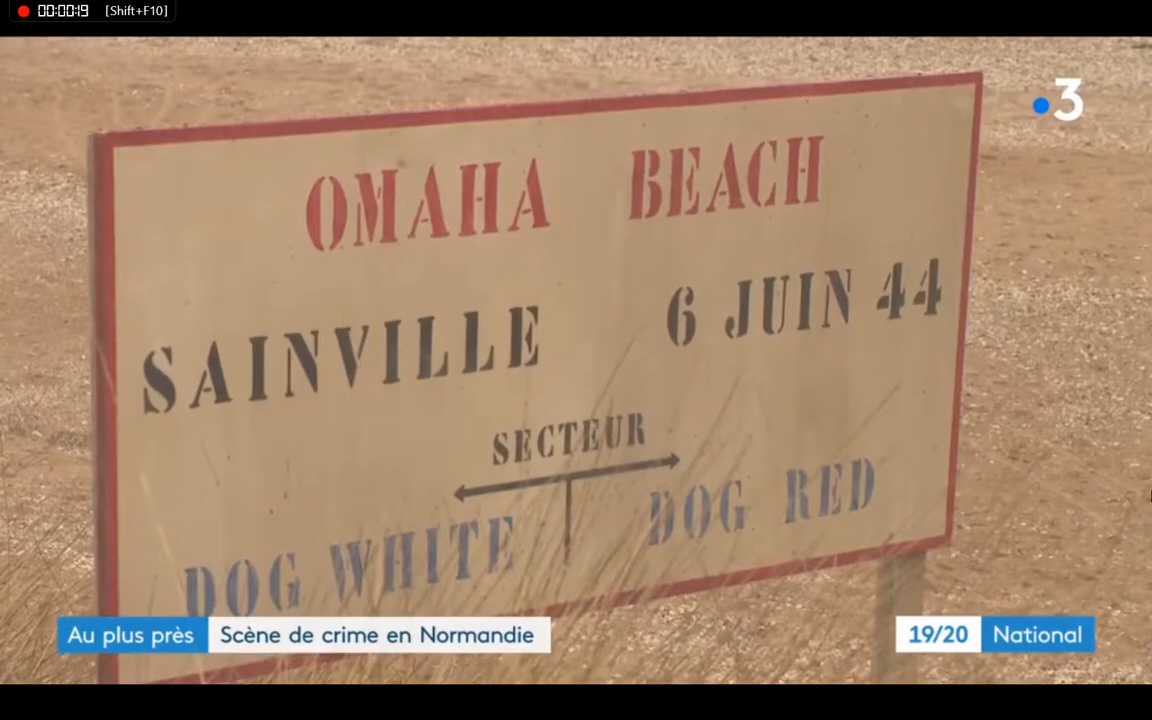 00:00:19 [Shift+F10]
3
OMAHA BEACH
SAINVILLE 6 JUIN 44
SECTEUR
DOG WHITE DOG RED
Au plus près Scène de crime en Normandie 19/20 National